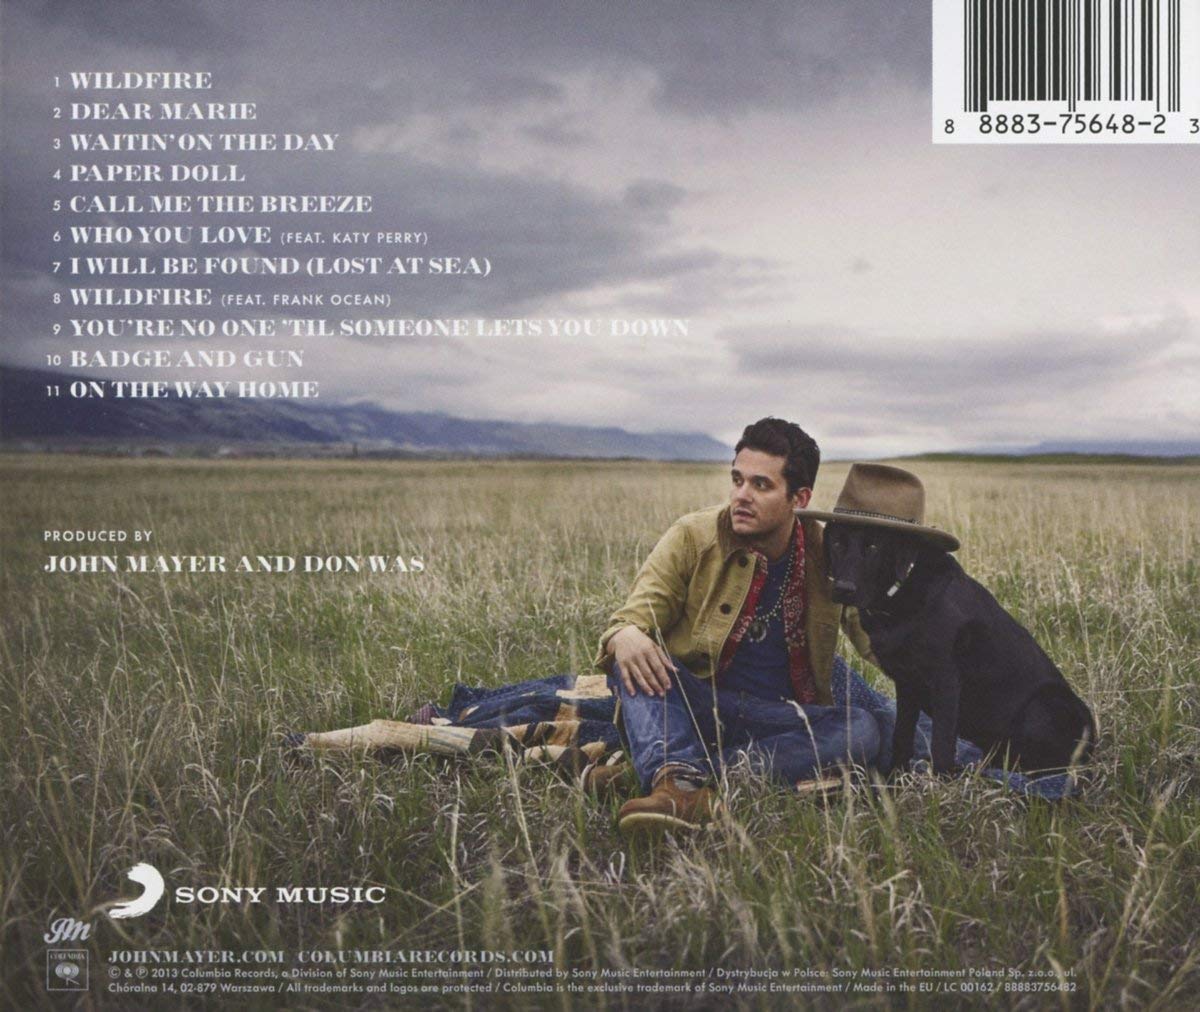 1 WILDFIRE
2 DEAR MARIE
3 WAITIN' ON THE DAY
4 PAPER DOLL
5 CALL ME THE BREEZE
6 WHO YOU LOVE (FEAT. KATY PERRY)
7 I WILL BE FOUND (LOST AT SEA)
8 WILDFIRE (FEAT. FRANK OCEAN)
9 YOU'RE NO ONE 'TIL SOMEONE LETS YOU DOWN
10 BADGE AND GUN
11 ON THE WAY HOME
8 8883-75648-2 3
PRODUCED BY
JOHN MAYER AND DON WAS
SONY MUSIC
JM
COLUMBIA
JOHNMAYER.COM COLUMBIARECORDS.COM
© & ℗ 2013 Columbia Records, a Division of Sony Music Entertainment / Distributed by Sony Music Entertainment / Dystrybucja w Polsce: Sony Music Entertainment Poland Sp. z.o.o., ul.
Chóralna 14, 02-879 Warszawa / All trademarks and logos are protected / Columbia is the exclusive trademark of Sony Music Entertainment / Made in the EU / LC 00162 / 88883756482